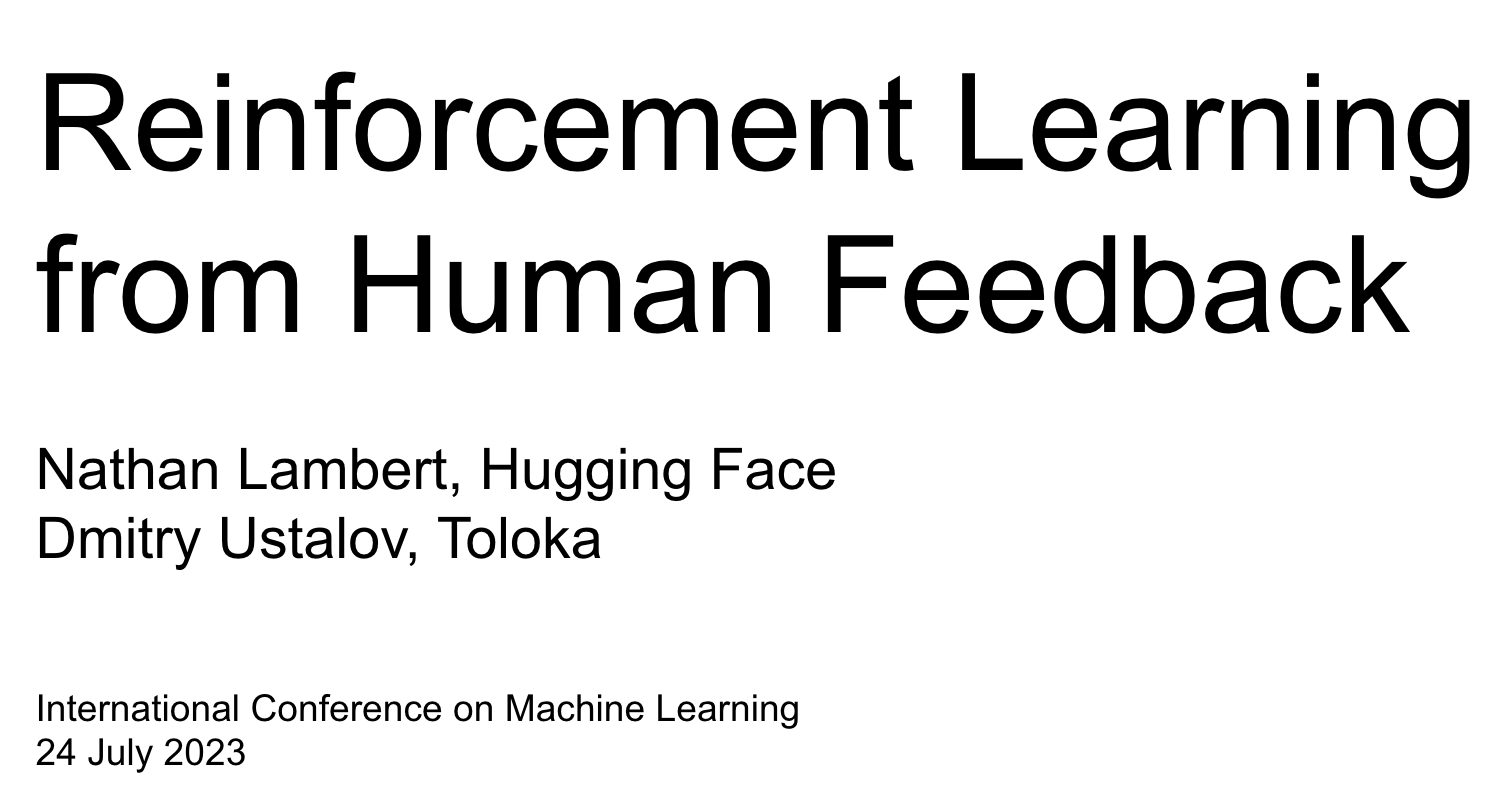 Reinforcement Learning
from Human Feedback
Nathan Lambert, Hugging Face
Dmitry Ustalov, Toloka
International Conference on Machine Learning
24 July 2023